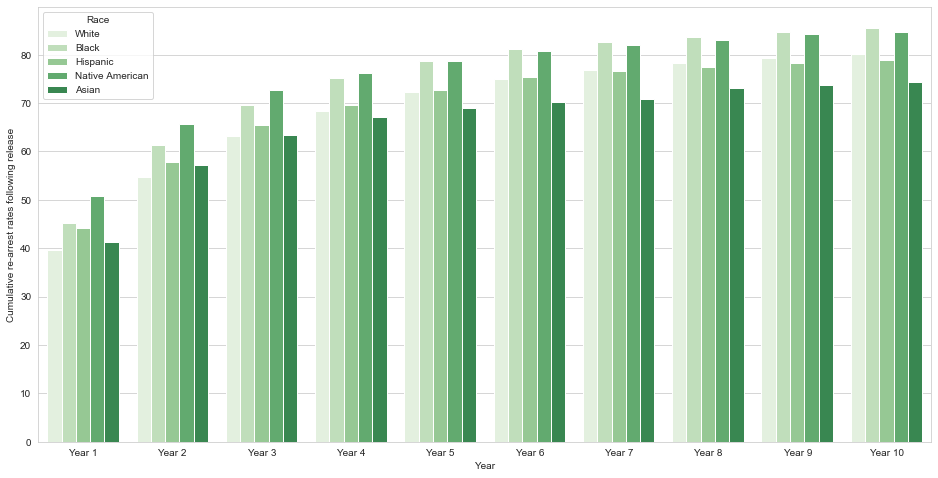 Race
White
Black
Hispanic
Native American
Asian
Cumulative re-arrest rates following release
80
70
60
50
40
30
20
10
0
Year 1 Year 2 Year 3 Year 4 Year 5 Year 6 Year 7 Year 8 Year 9 Year 10
Year